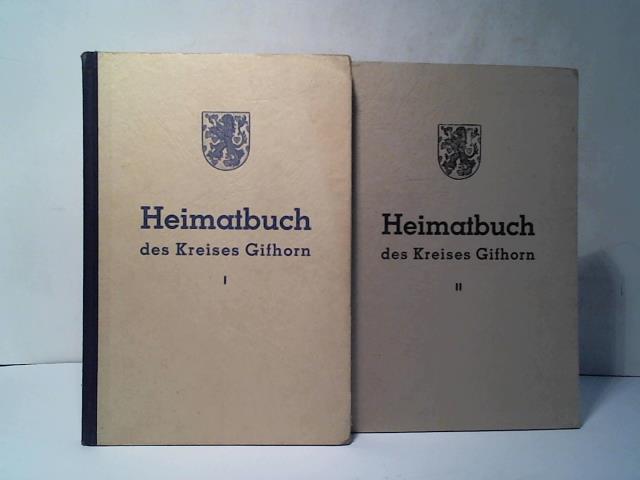 Heimatbuch
des Kreises Gifhorn
I
Heimatbuch
des Kreises Gifhorn
II